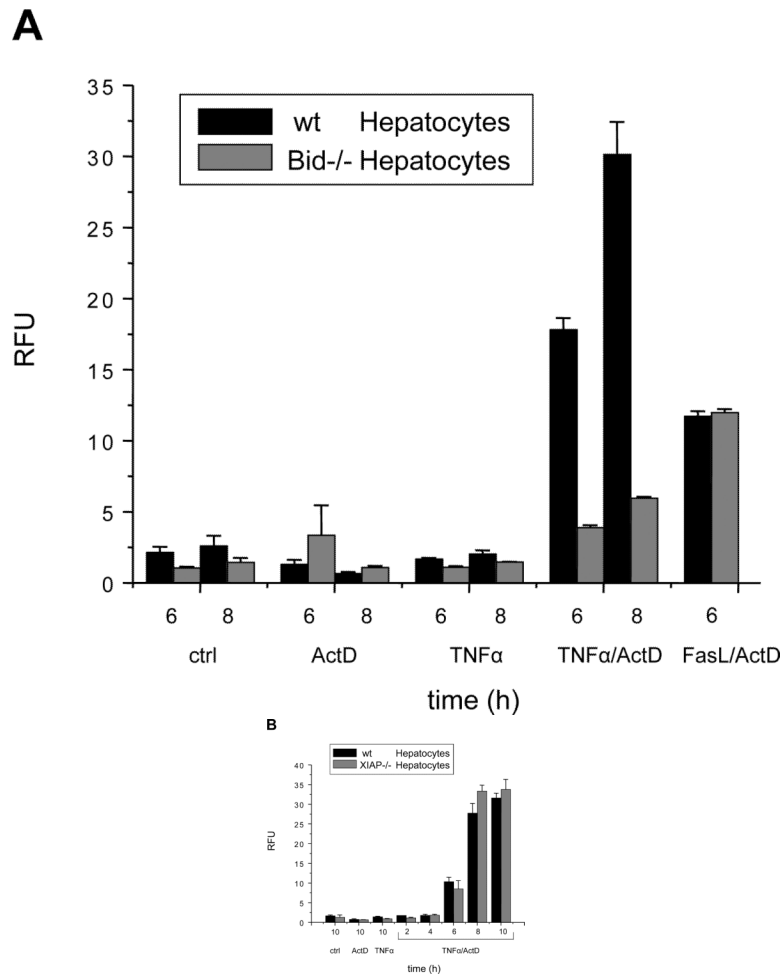 A
wt Hepatocytes
Bid-/- Hepatocytes
35
30
25
20
15
10
5
0
RFU
6 8 6 8 6 8 6 8 6
ctrl ActD TNFα TNFα/ActD FasL/ActD
time (h)
B
wt Hepatocytes
XIAP-/- Hepatocytes
40
35
30
25
20
15
10
5
0
RFU
10 10 10 2 4 6 8 10
ctrl ActD TNFα TNFα/ActD
time (h)